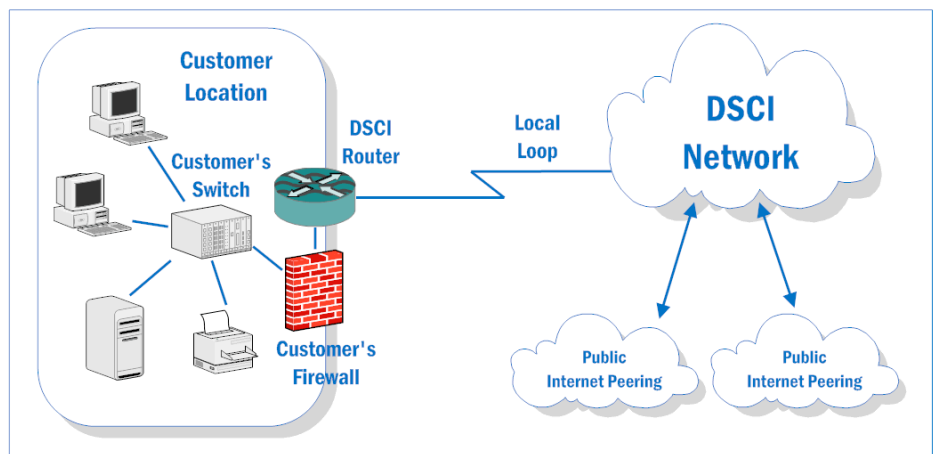 Customer
Location
Customer's
Switch
DSCI
Router
Customer's
Firewall
Local
Loop
DSCI
Network
Public
Internet Peering
Public
Internet Peering